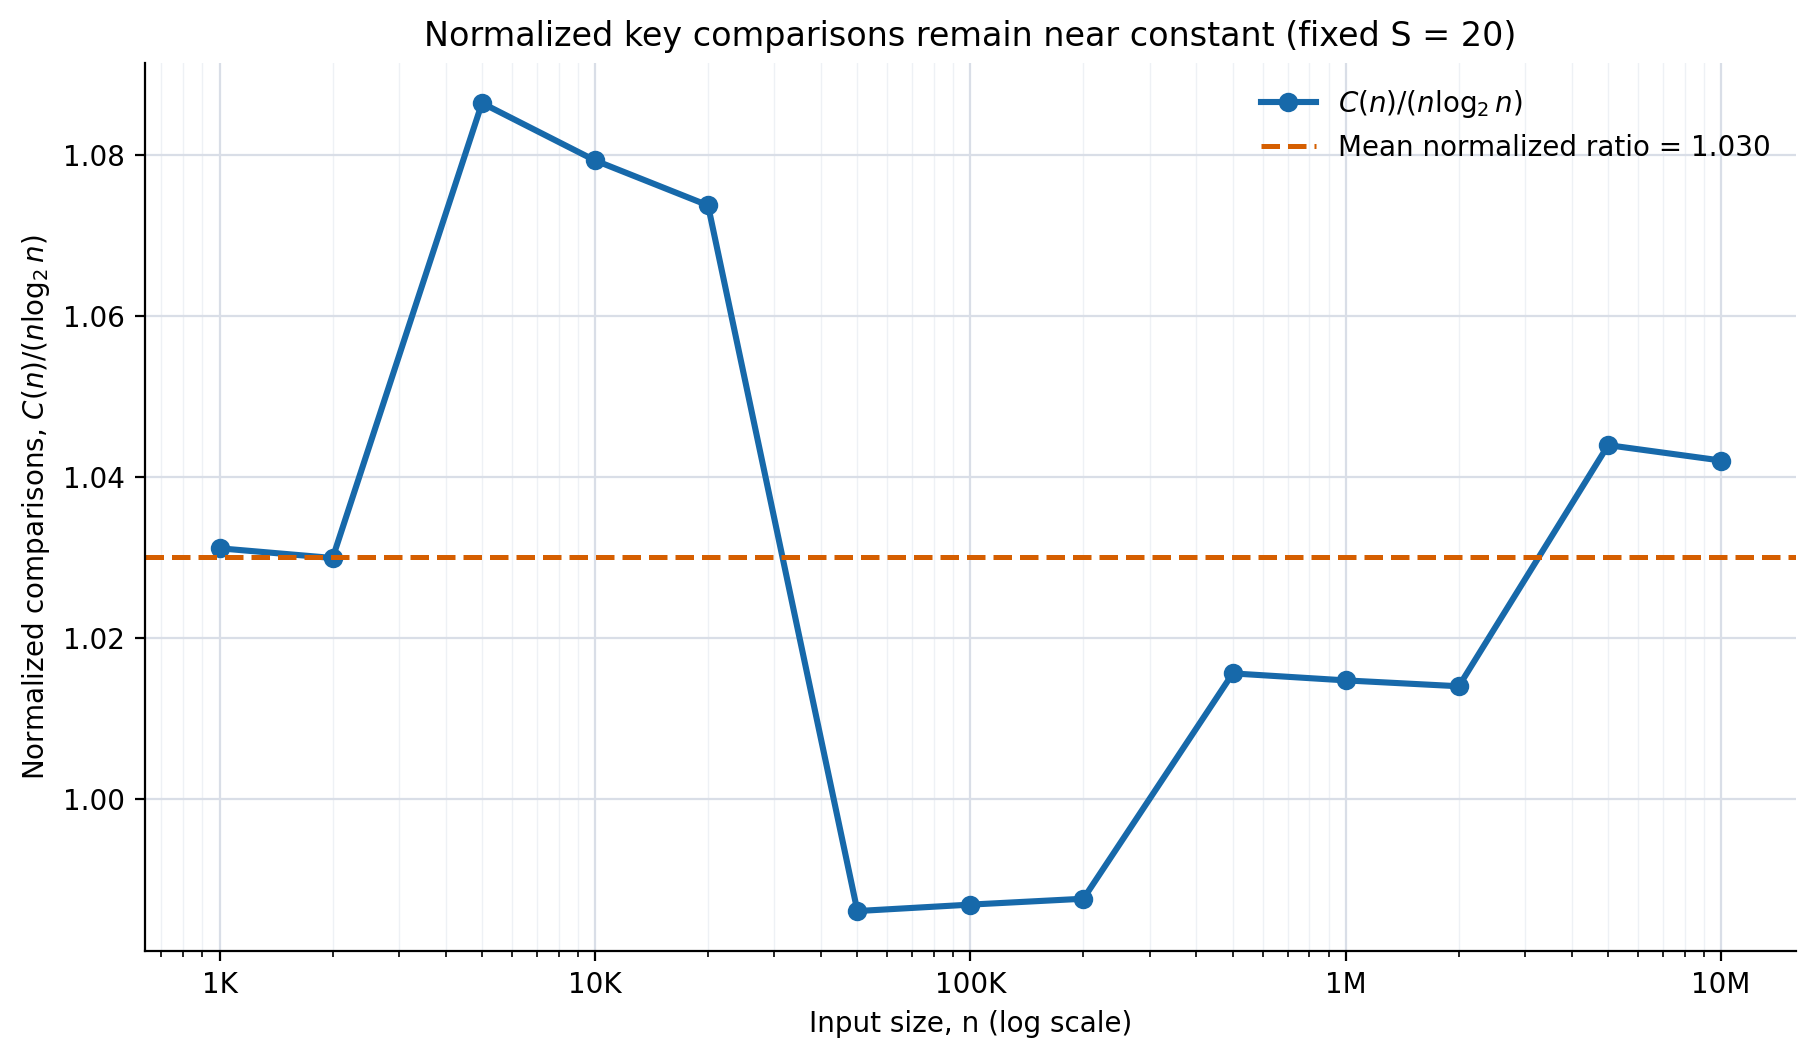 Normalized key comparisons remain near constant (fixed S = 20)
C(n)/(n log₂ n)
Mean normalized ratio = 1.030
Normalized comparisons, C(n)/(n log₂ n)
1.08
1.06
1.04
1.02
1.00
1K
10K
100K
1M
10M
Input size, n (log scale)